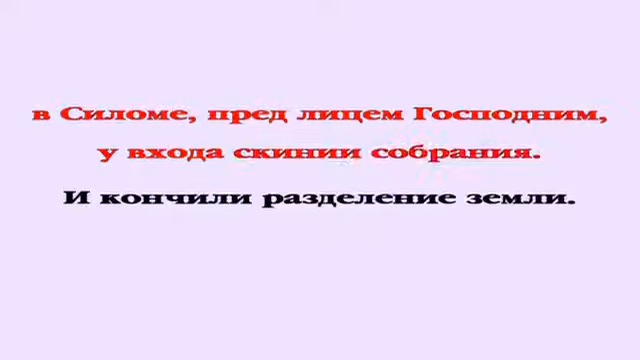 в Силоме, пред лицем Господним,
у входа скинии собрания.
И кончили разделение земли.